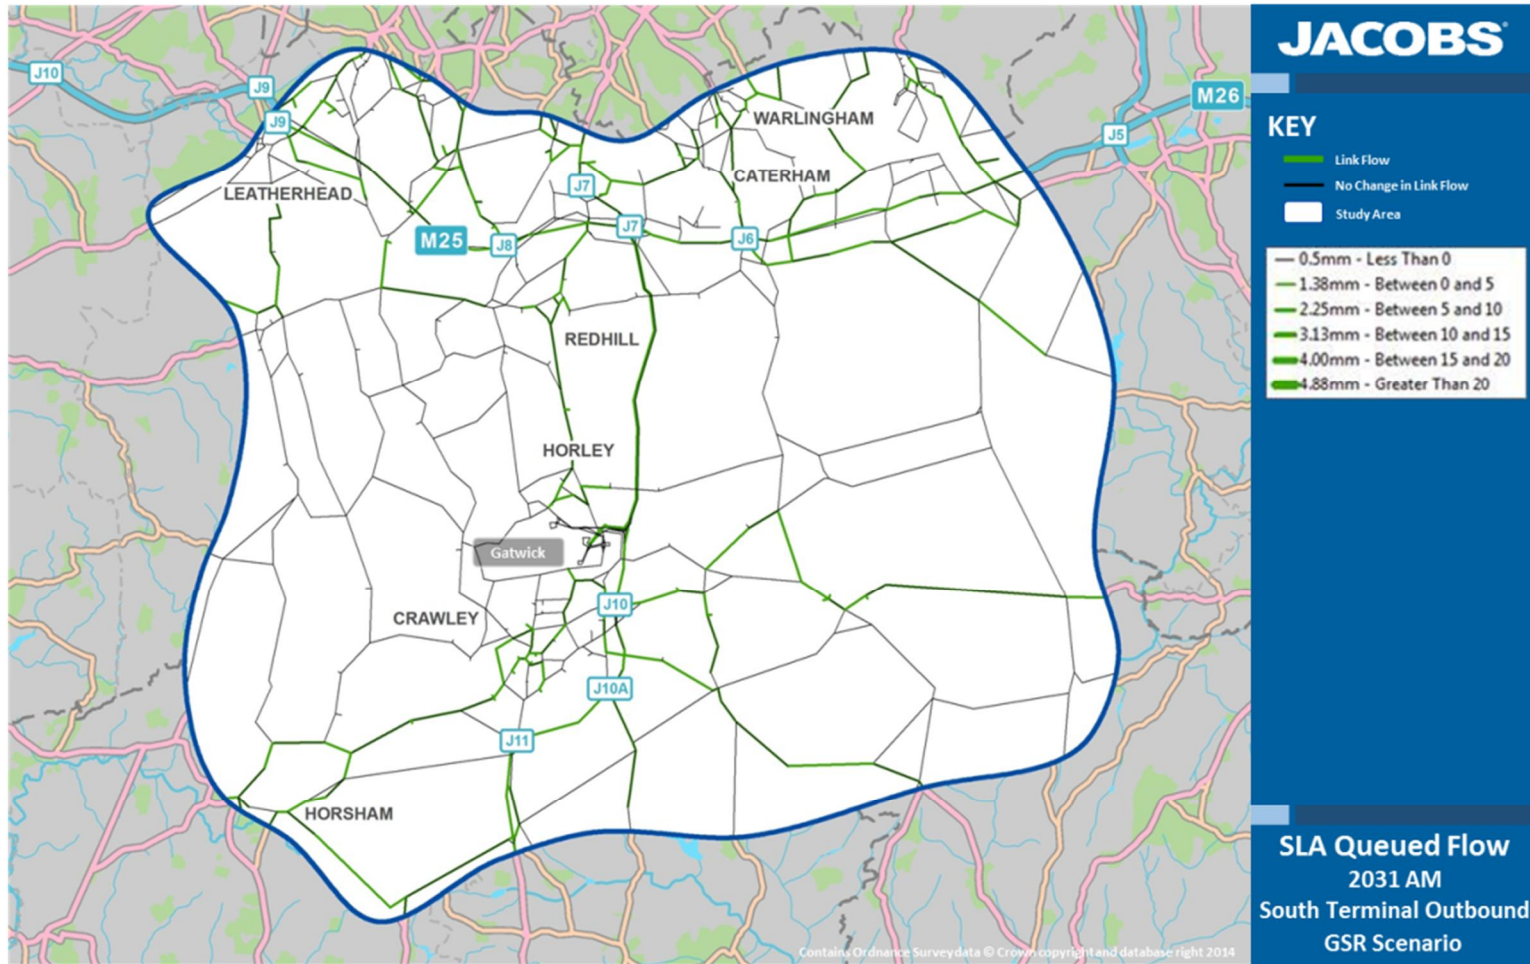 JACOBS
J10
J9
J9
WARLINGHAM
M26
J5
KEY
Link Flow
No Change in Link Flow
Study Area
LEATHERHEAD
J7
CATERHAM
M25
J8
J7
J6
0.5mm - Less Than 0
1.38mm - Between 0 and 5
2.25mm - Between 5 and 10
3.13mm - Between 10 and 15
4.00mm - Between 15 and 20
4.88mm - Greater Than 20
REDHILL
HORLEY
Gatwick
J10
CRAWLEY
J10A
J11
HORSHAM
SLA Queued Flow
2031 AM
South Terminal Outbound
GSR Scenario
Contains Ordnance Survey data © Crown copyright and database right 2014